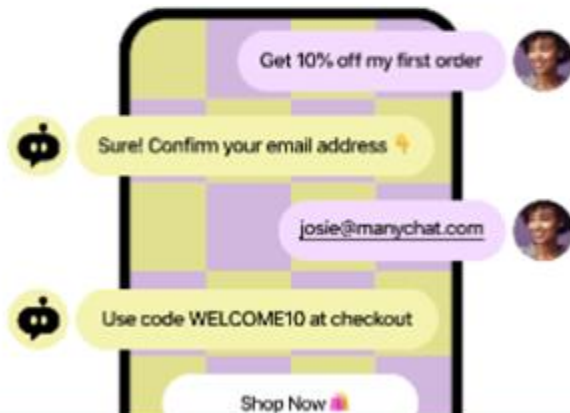 Get 10% off my first order
Sure! Confirm your email address 👇
josie@manychat.com
Use code WELCOME10 at checkout
Shop Now 🛍️